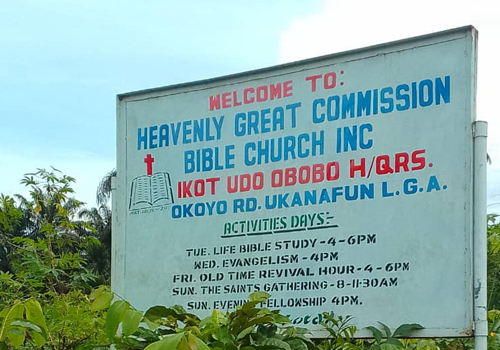 WELCOME TO:
HEAVENLY GREAT COMMISSION
BIBLE CHURCH INC
IKOT UDO OBOBO H/QRS.
OKOYO RD. UKANAFUN L.G.A.
ACTIVITIES DAYS:-
TUE. LIFE BIBLE STUDY - 4-6PM
WED. EVANGELISM - 4PM
FRI. OLD TIME REVIVAL HOUR - 4-6PM
SUN. THE SAINTS GATHERING - 8-11:30AM
SUN. EVENING FELLOWSHIP 4PM.